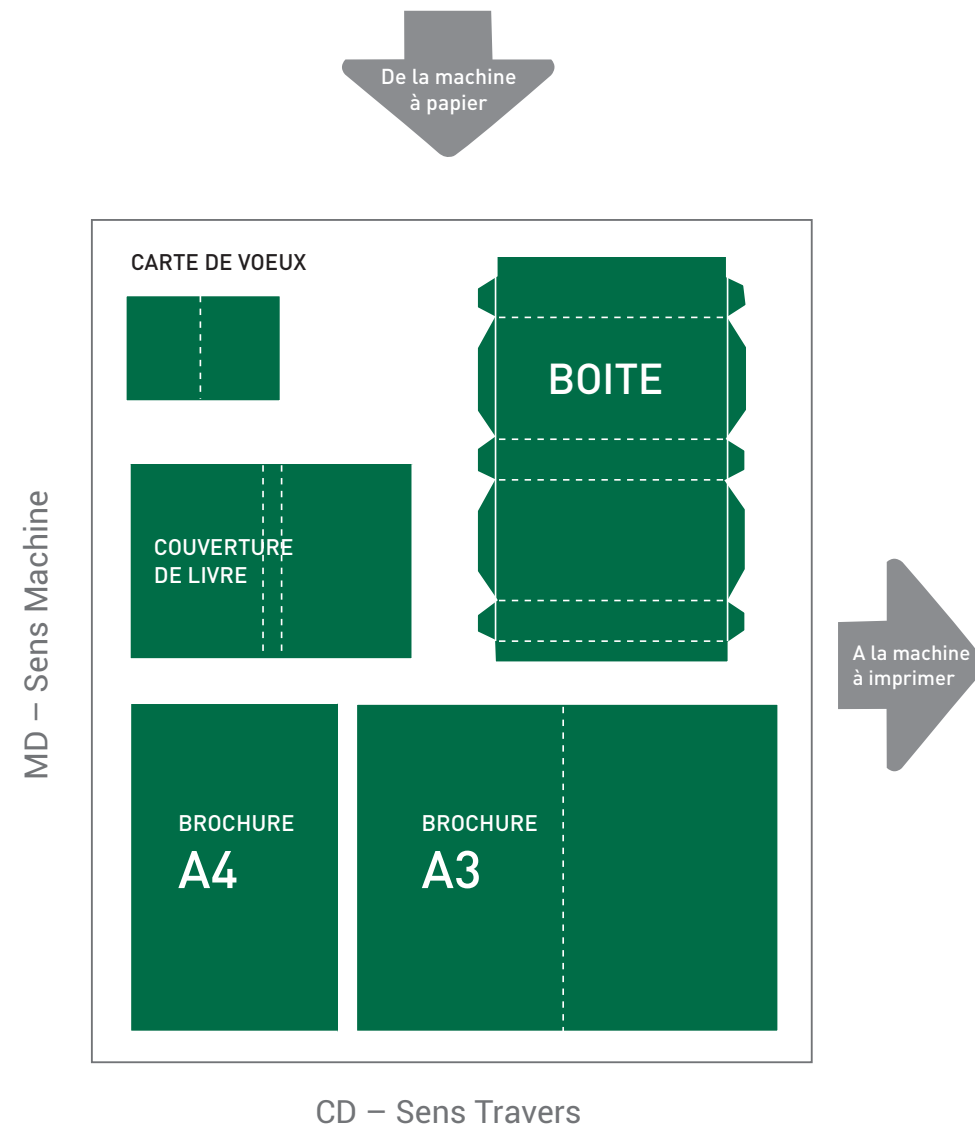 De la machine
à papier
CARTE DE VOEUX
BOITE
COUVERTURE
DE LIVRE
MD – Sens Machine
A la machine
à imprimer
BROCHURE
A4
BROCHURE
A3
CD – Sens Travers